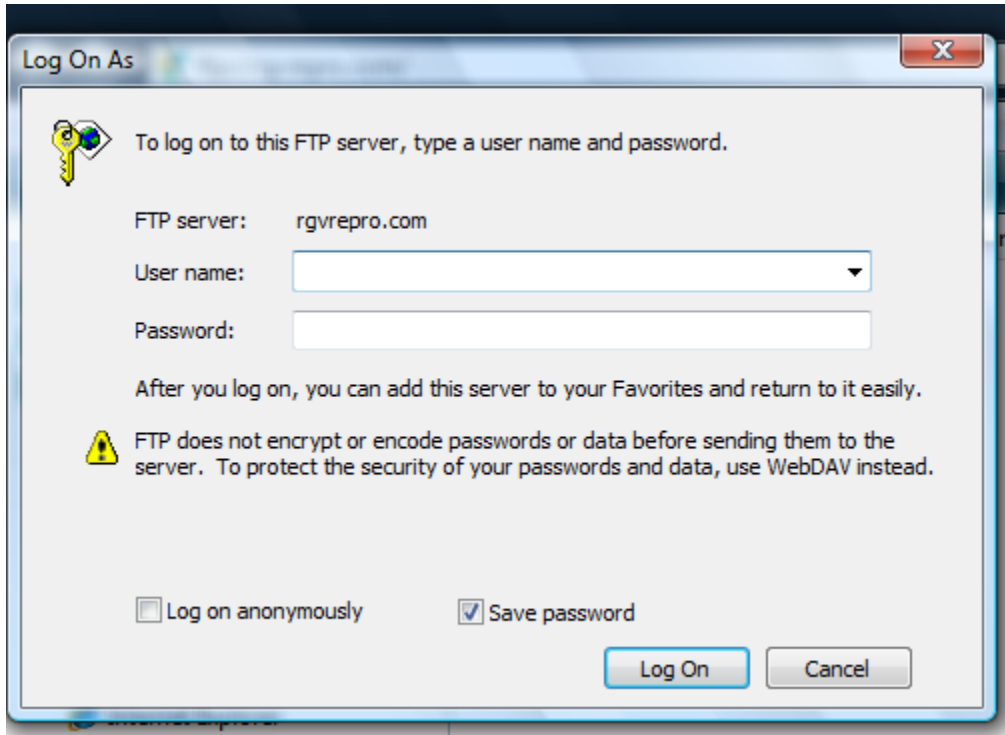 Log On As
To log on to this FTP server, type a user name and password.
FTP server: rgvrepro.com
User name:
Password:
After you log on, you can add this server to your Favorites and return to it easily.
FTP does not encrypt or encode passwords or data before sending them to the
server. To protect the security of your passwords and data, use WebDAV instead.
Log on anonymously
Save password
Log On
Cancel
Internet Explorer